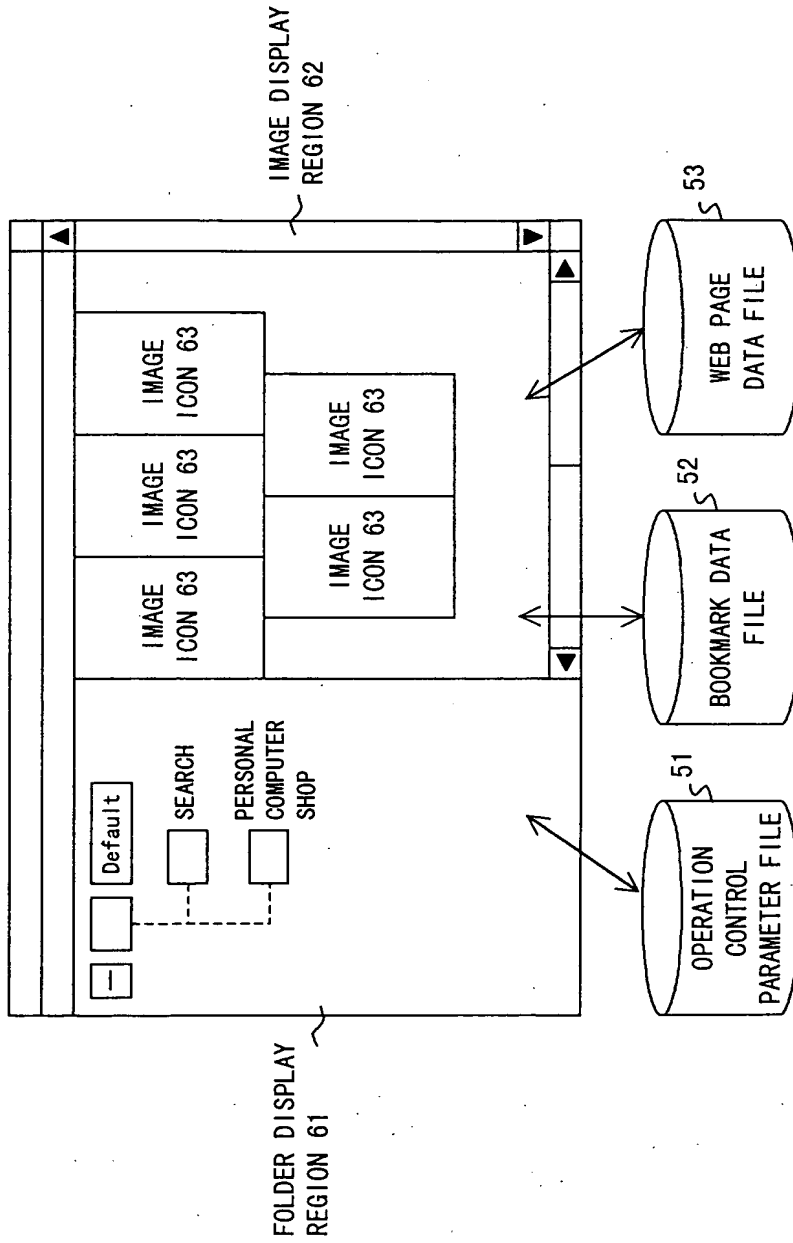 FOLDER DISPLAY
REGION 61
IMAGE DISPLAY
REGION 62
Default
SEARCH
PERSONAL
COMPUTER
SHOP
IMAGE
ICON 63
IMAGE
ICON 63
IMAGE
ICON 63
IMAGE
ICON 63
IMAGE
ICON 63
51
OPERATION
CONTROL
PARAMETER FILE
52
BOOKMARK DATA
FILE
53
WEB PAGE
DATA FILE